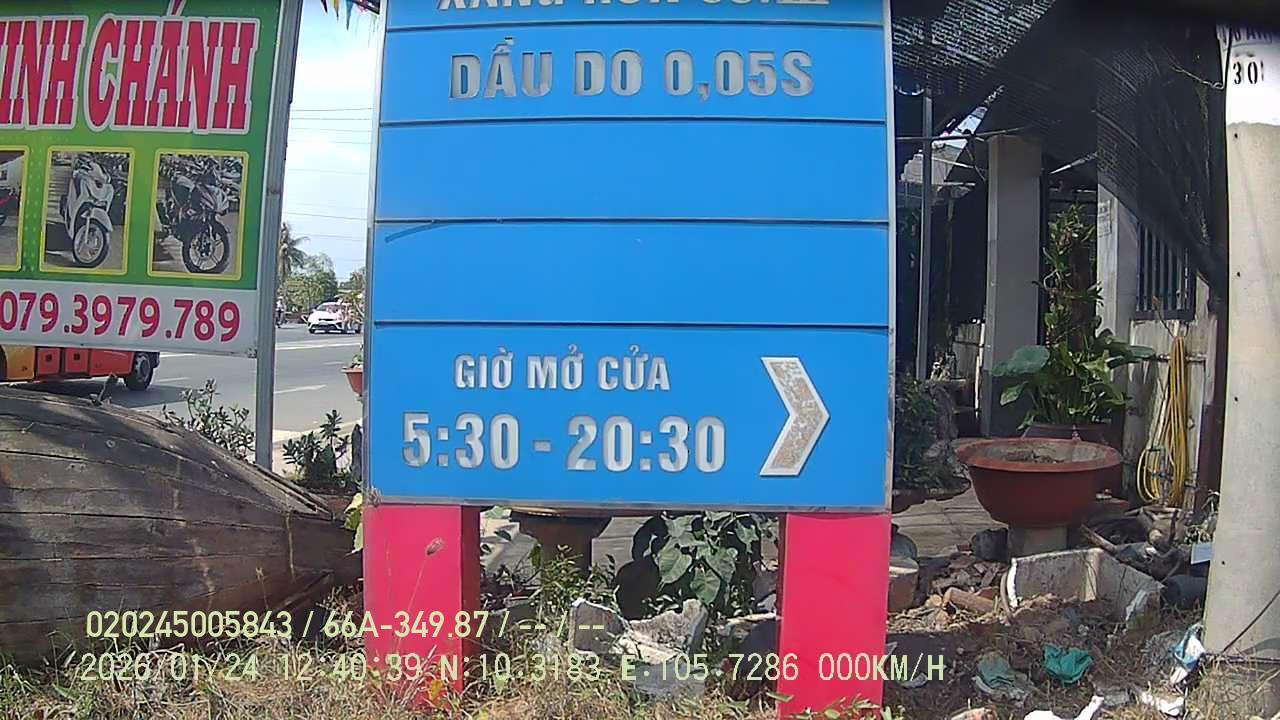 INH CHÁNH
079.3979.789
DẦU DO 0,05S
GIỜ MỞ CỬA
5:30 - 20:30
30
020245005843 / 66A-349.87 / -- / --
2026/01/24 12:40:39 N:10.3183 E:105.7286 000KM/H